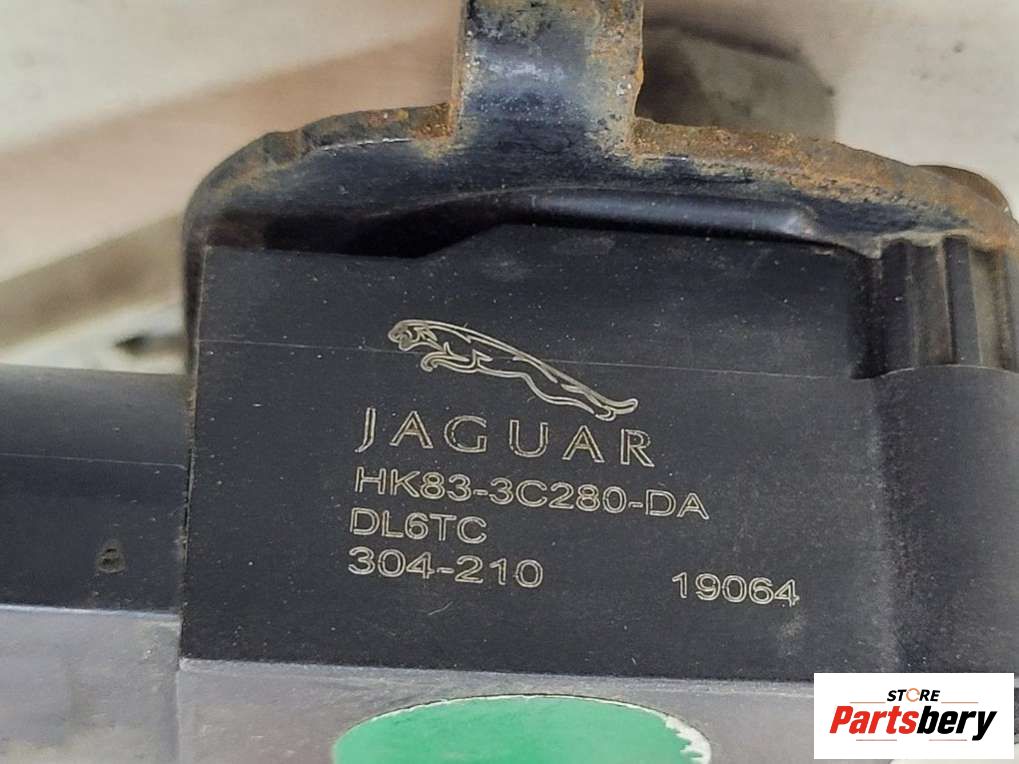 JAGUAR
HK83-3C280-DA
DL6TC
304-210 19064
STORE
Partsbery